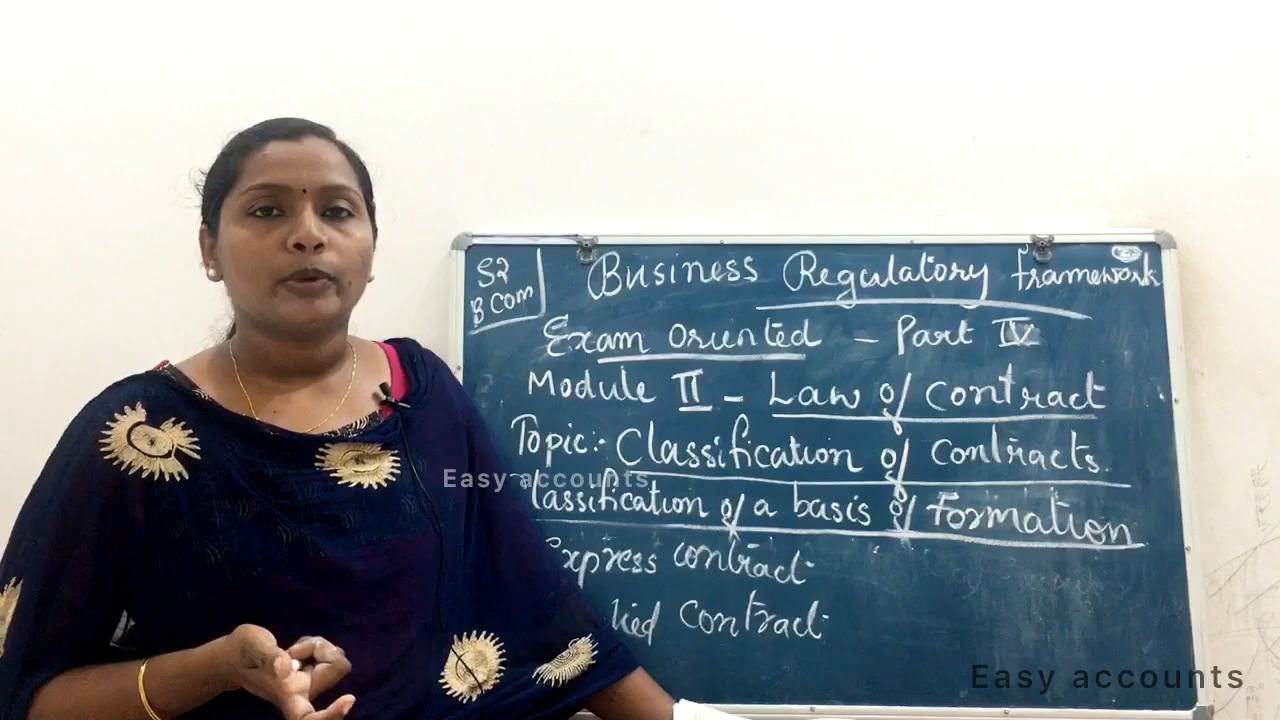 S2
B Com
Business Regulatory framework
Exam oriented - Part IV
Module II - Law of contract
Topic:- Classification of contracts.
lassification of a basis of Formation
Express contract
lied contract
Easy accounts
Easy accounts